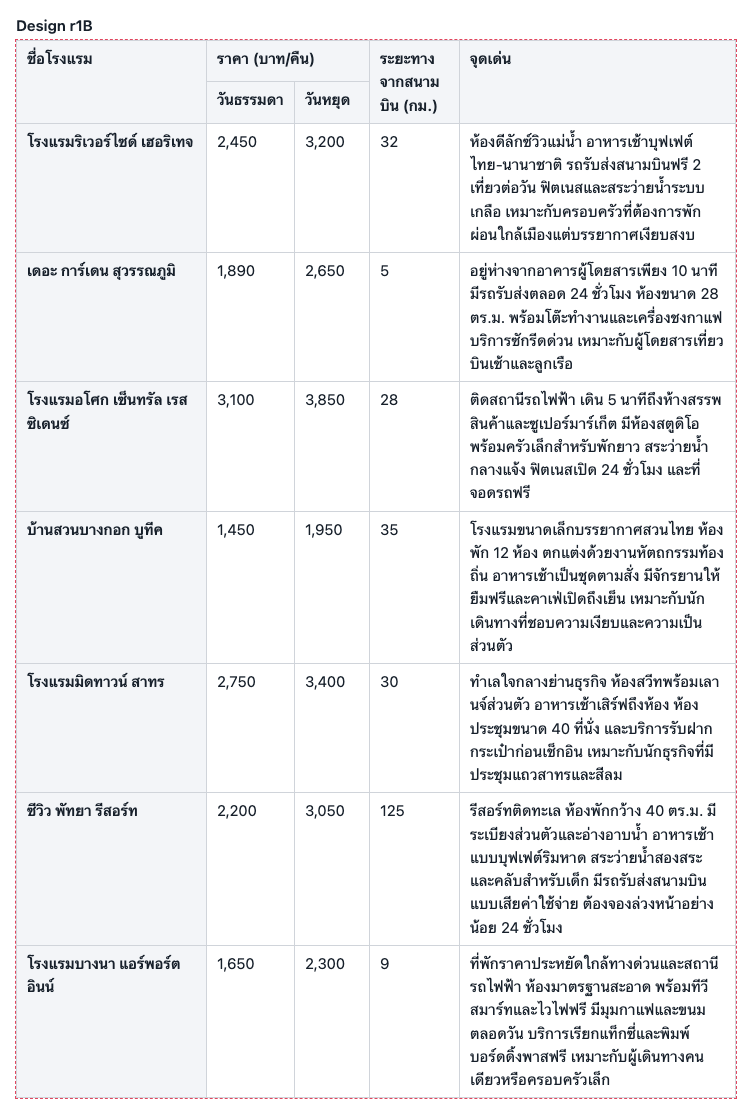 Design r1B
ชื่อโรงแรม
ราคา (บาท/คืน)
ระยะทาง
จากสนาม
บิน (กม.)
จุดเด่น
วันธรรมดา
วันหยุด
โรงแรมริเวอร์ไซด์ เฮอริเทจ
2,450
3,200
32
ห้องดีลักซ์วิวแม่น้ำ อาหารเช้าบุฟเฟต์
ไทย-นานาชาติ รถรับส่งสนามบินฟรี 2
เที่ยวต่อวัน ฟิตเนสและสระว่ายน้ำระบบ
เกลือ เหมาะกับครอบครัวที่ต้องการพัก
ผ่อนใกล้เมืองแต่บรรยากาศเงียบสงบ
เดอะ การ์เดน สุวรรณภูมิ
1,890
2,650
5
อยู่ห่างจากอาคารผู้โดยสารเพียง 10 นาที
มีรถรับส่งตลอด 24 ชั่วโมง ห้องขนาด 28
ตร.ม. พร้อมโต๊ะทำงานและเครื่องชงกาแฟ
บริการซักรีดด่วน เหมาะกับผู้โดยสารเที่ยว
บินเช้าและลูกเรือ
โรงแรมอโศก เซ็นทรัล เรส
ซิเดนซ์
3,100
3,850
28
ติดสถานีรถไฟฟ้า เดิน 5 นาทีถึงห้างสรรพ
สินค้าและซูเปอร์มาร์เก็ต มีห้องสตูดิโอ
พร้อมครัวเล็กสำหรับพักยาว สระว่ายน้ำ
กลางแจ้ง ฟิตเนสเปิด 24 ชั่วโมง และที่
จอดรถฟรี
บ้านสวนบางกอก บูทีค
1,450
1,950
35
โรงแรมขนาดเล็กบรรยากาศสวนไทย ห้อง
พัก 12 ห้อง ตกแต่งด้วยงานหัตถกรรมท้อง
ถิ่น อาหารเช้าเป็นชุดตามสั่ง มีจักรยานให้
ยืมฟรีและคาเฟ่เปิดถึงเย็น เหมาะกับนัก
เดินทางที่ชอบความเงียบและความเป็น
ส่วนตัว
โรงแรมมิดทาวน์ สาทร
2,750
3,400
30
ทำเลใจกลางย่านธุรกิจ ห้องสวีทพร้อมเลา
นจ์ส่วนตัว อาหารเช้าเสิร์ฟถึงห้อง ห้อง
ประชุมขนาด 40 ที่นั่ง และบริการรับฝาก
กระเป๋าก่อนเช็กอิน เหมาะกับนักธุรกิจที่มี
ประชุมแถวสาทรและสีลม
ซีวิว พัทยา รีสอร์ท
2,200
3,050
125
รีสอร์ทติดทะเล ห้องพักกว้าง 40 ตร.ม. มี
ระเบียงส่วนตัวและอ่างอาบน้ำ อาหารเช้า
แบบบุฟเฟต์ริมหาด สระว่ายน้ำสองสระ
และคลับสำหรับเด็ก มีรถรับส่งสนามบิน
แบบเสียค่าใช้จ่าย ต้องจองล่วงหน้าอย่าง
น้อย 24 ชั่วโมง
โรงแรมบางนา แอร์พอร์ต
อินน์
1,650
2,300
9
ที่พักราคาประหยัดใกล้ทางด่วนและสถานี
รถไฟฟ้า ห้องมาตรฐานสะอาด พร้อมทีวี
สมาร์ทและไวไฟฟรี มีมุมกาแฟและขนม
ตลอดวัน บริการเรียกแท็กซี่และพิมพ์
บอร์ดดิ้งพาสฟรี เหมาะกับผู้เดินทางคน
เดียวหรือครอบครัวเล็ก